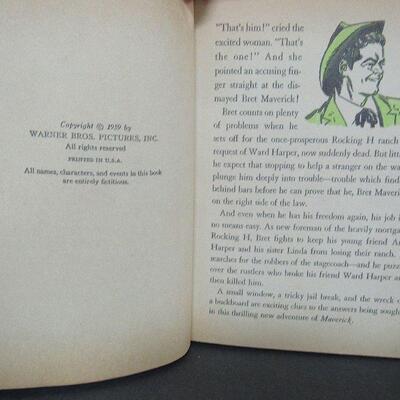 Copyright © 1959 by
WARNER BROS. PICTURES, INC.
All rights reserved
PRINTED IN U.S.A.
All names, characters, and events in this book
are entirely fictitious.
"That's him!" cried the
excited woman. "That's
the one!" And she
pointed an accusing fin-
ger straight at the dis-
mayed Bret Maverick!
Bret counts on plenty
of problems when he
sets off for the once-prosperous Rocking H ranch
request of Ward Harper, now suddenly dead. But
he expect that stopping to help a stranger on the
plunge him deeply into trouble—trouble which
behind bars before he can prove that he, Bret
on the right side of the law.
And even when he has his freedom again, his job
no means easy. As new foreman of the heavily
Rocking H, Bret fights to keep his young friend
Harper and his sister Linda from losing their ranch.
searches for the robbers of the stagecoach—and he
over the rustlers who broke his friend Ward Harper
then killed him.
A small window, a tricky jail break, and the wreck
a buckboard are exciting clues to the answers being
in this thrilling new adventure of Maverick.